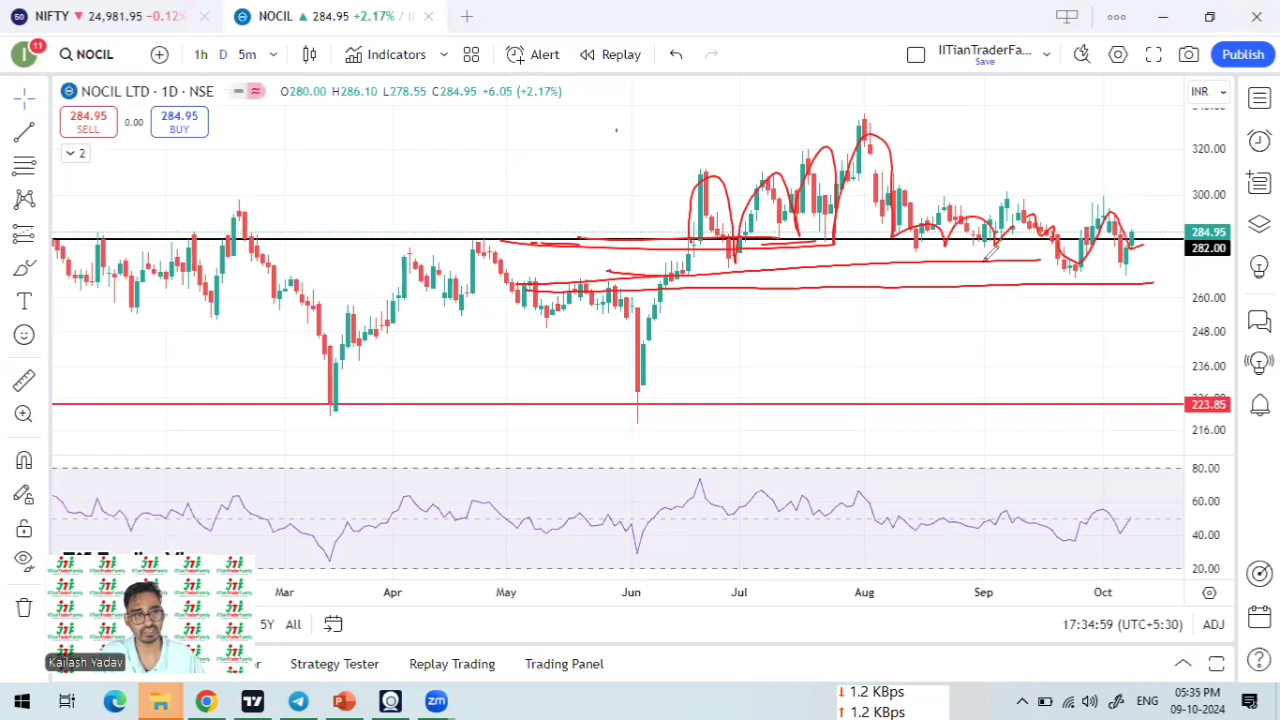 NIFTY ▼ 24,981.95 -0.12%
NOCIL ▲ 284.95 +2.17%
11
NOCIL
1h D 5m
Indicators
Alert
Replay
IITianTraderFa...
Save
Publish
NOCIL LTD · 1D · NSE
O280.00 H286.10 L278.55 C284.95 +6.05 (+2.17%)
INR
284.95
SELL
0.00
284.95
BUY
2
320.00
300.00
284.95
282.00
260.00
248.00
236.00
223.85
216.00
80.00
60.00
40.00
20.00
Mar Apr May Jun Jul Aug Sep Oct
5Y All
17:34:59 (UTC+5:30) ADJ
Kailash Yadav
Strategy Tester
Replay Trading
Trading Panel
↓ 1.2 KBps
↑ 1.2 KBps
ENG
05:35 PM
09-10-2024